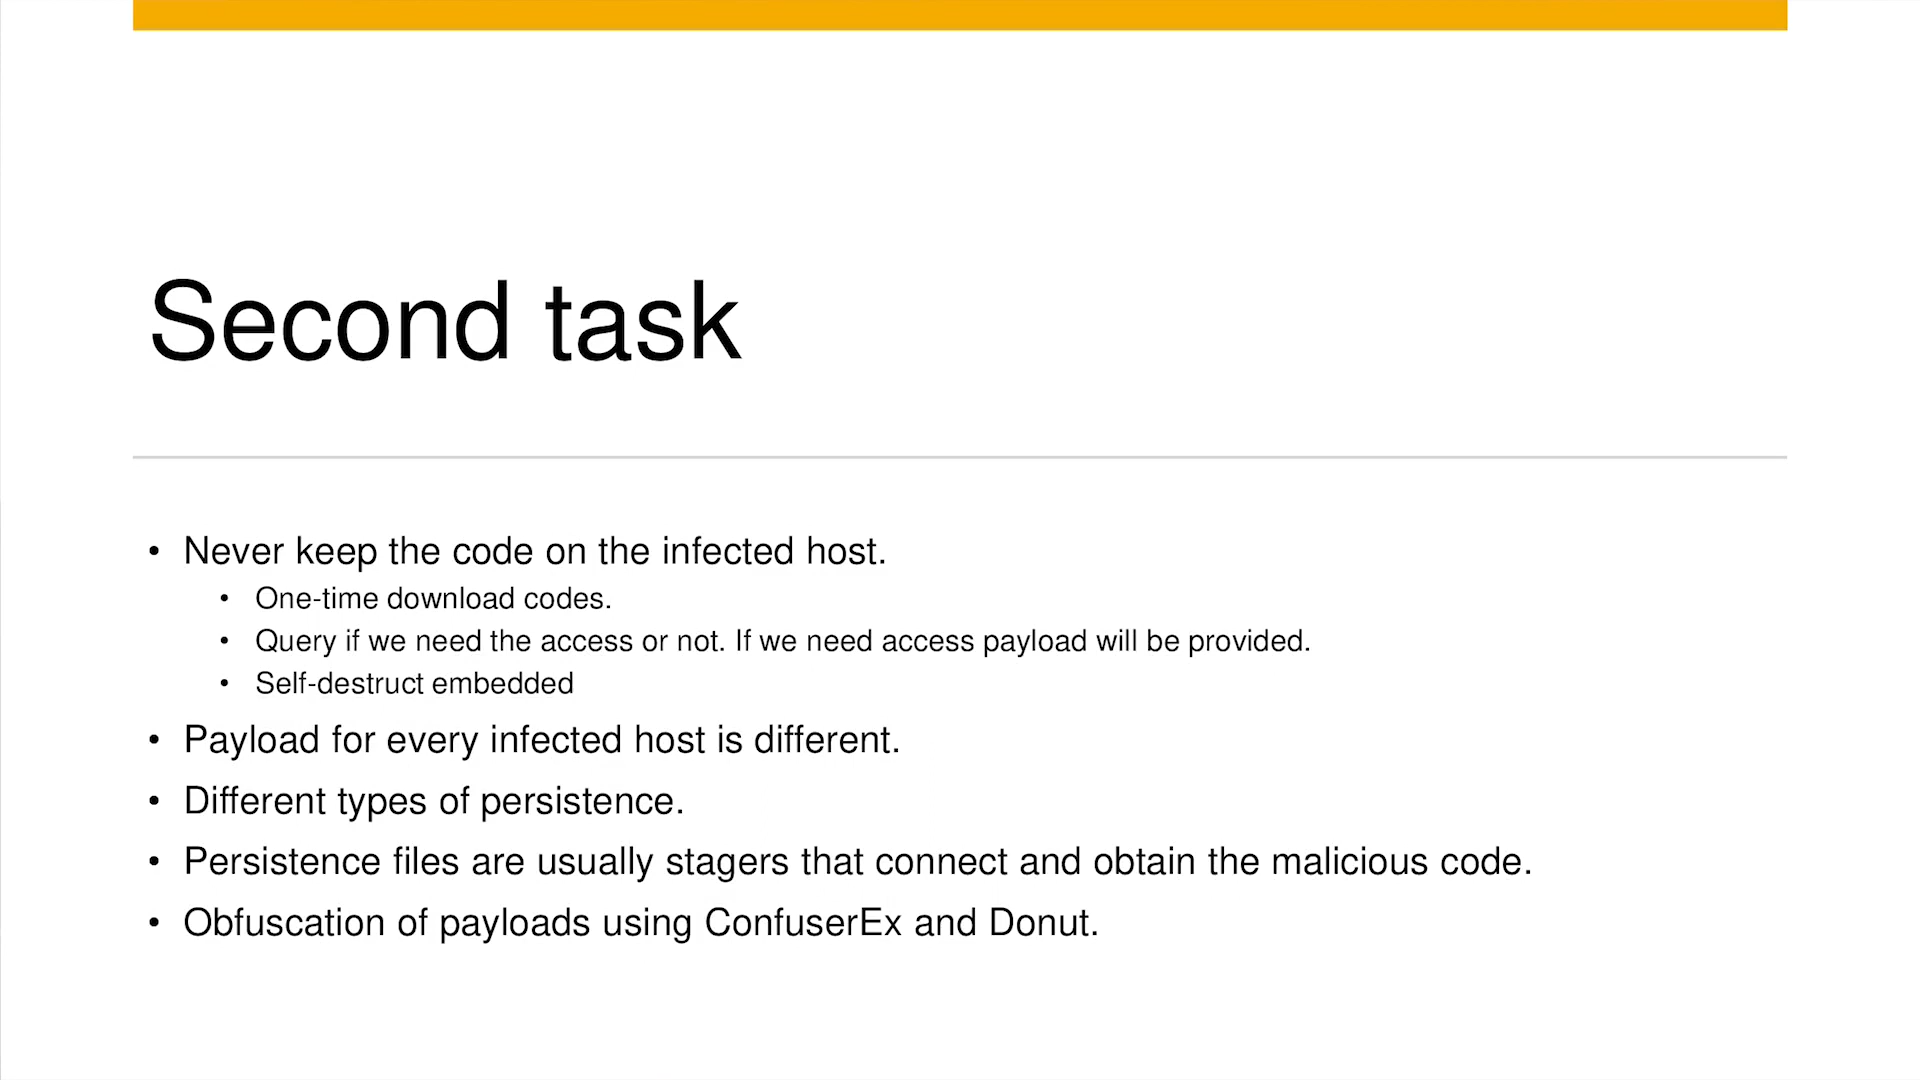 Second task
• Never keep the code on the infected host.
• One-time download codes.
• Query if we need the access or not. If we need access payload will be provided.
• Self-destruct embedded
• Payload for every infected host is different.
• Different types of persistence.
• Persistence files are usually stagers that connect and obtain the malicious code.
• Obfuscation of payloads using ConfuserEx and Donut.